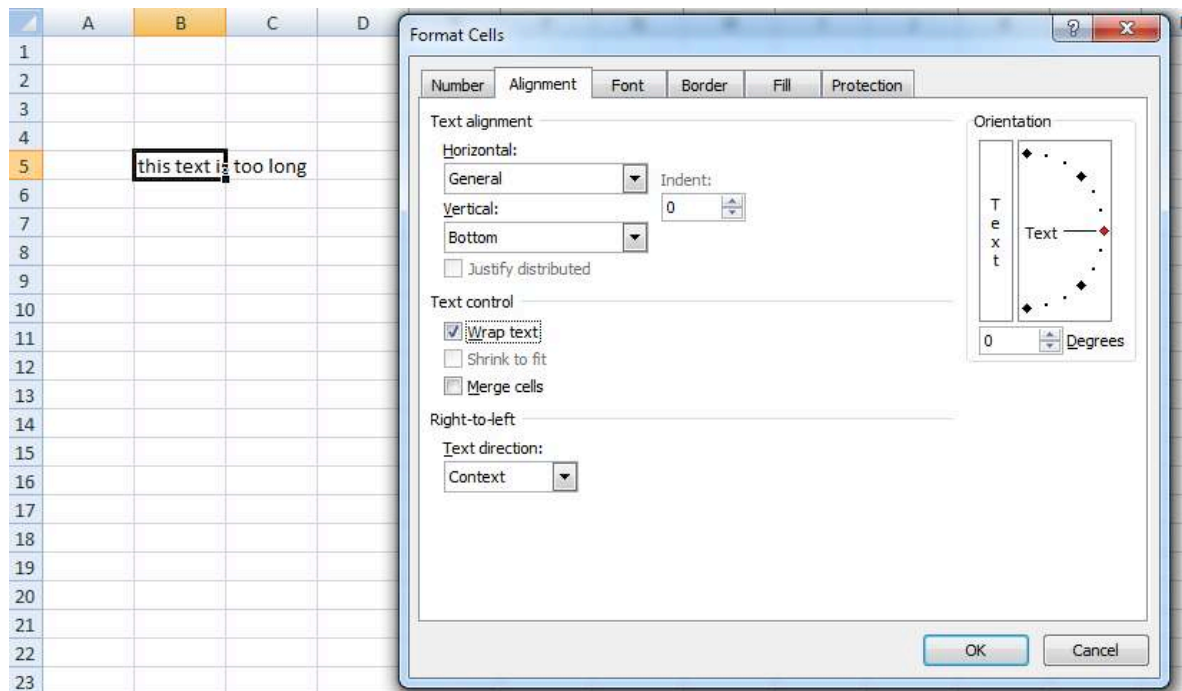 A B C D
Format Cells
1
2
3
4
5 this text is too long
6
7
8
9
10
11
12
13
14
15
16
17
18
19
20
21
22
23
Number Alignment Font Border Fill Protection
Text alignment
Horizontal:
General
Indent:
Vertical:
0
Bottom
Justify distributed
Text control
Wrap text
Shrink to fit
Merge cells
Right-to-left
Text direction:
Context
Orientation
Text
Text
0 Degrees
OK Cancel